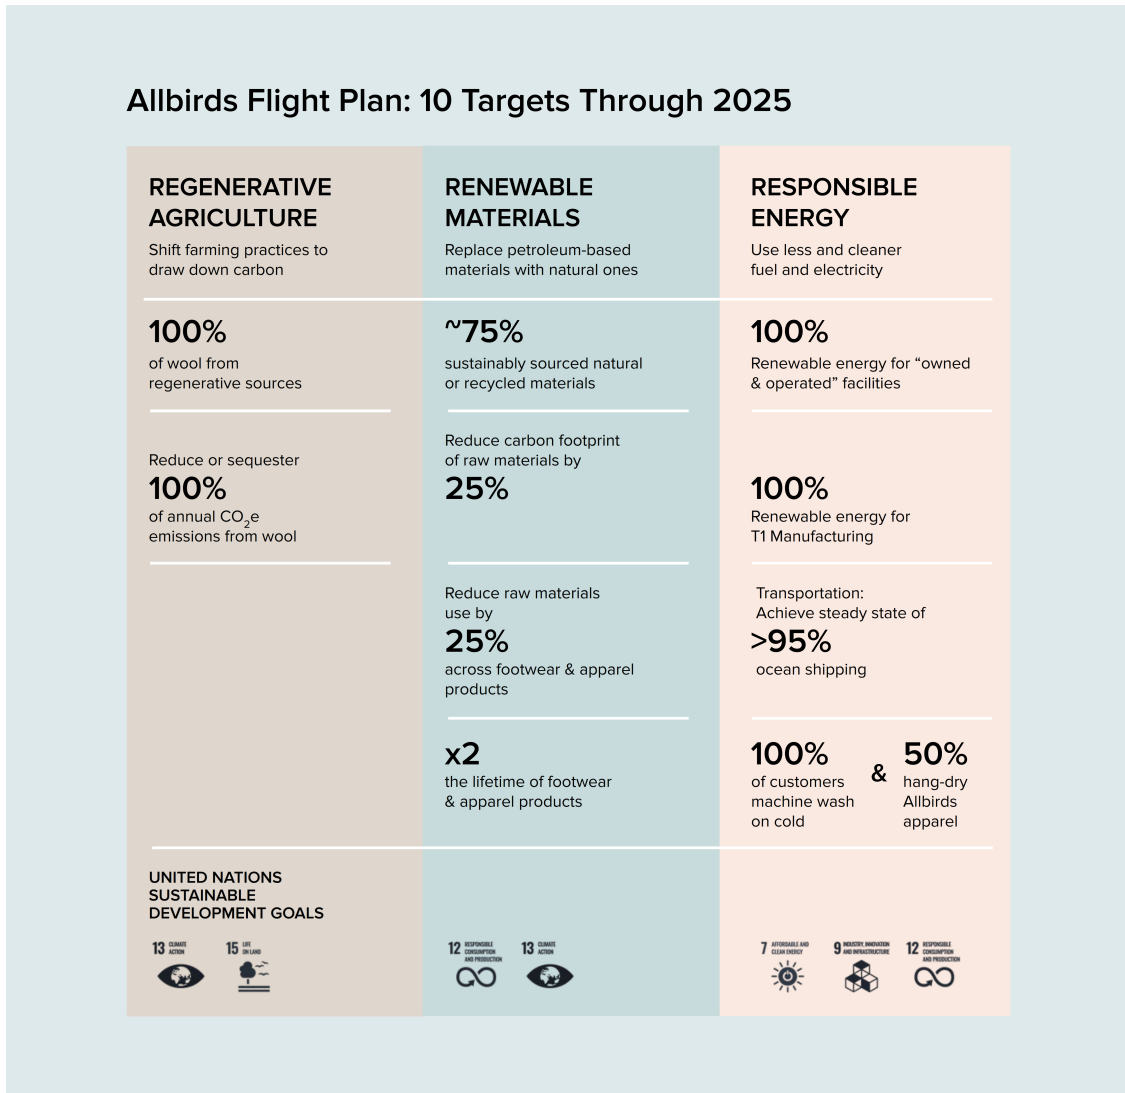 Allbirds Flight Plan: 10 Targets Through 2025
REGENERATIVE
AGRICULTURE
Shift farming practices to
draw down carbon
100%
of wool from
regenerative sources
Reduce or sequester
100%
of annual CO2e
emissions from wool
RENEWABLE
MATERIALS
Replace petroleum-based
materials with natural ones
~75%
sustainably sourced natural
or recycled materials
Reduce carbon footprint
of raw materials by
25%
Reduce raw materials
use by
25%
across footwear & apparel
products
x2
the lifetime of footwear
& apparel products
RESPONSIBLE
ENERGY
Use less and cleaner
fuel and electricity
100%
Renewable energy for “owned
& operated” facilities
100%
Renewable energy for
T1 Manufacturing
Transportation:
Achieve steady state of
>95%
ocean shipping
100%
of customers
machine wash
on cold
&
50%
hang-dry
Allbirds
apparel
UNITED NATIONS
SUSTAINABLE
DEVELOPMENT GOALS
13 CLIMATE
ACTION
15 LIFE
ON LAND
12 RESPONSIBLE
CONSUMPTION
AND PRODUCTION
13 CLIMATE
ACTION
7 AFFORDABLE AND
CLEAN ENERGY
9 INDUSTRY, INNOVATION
AND INFRASTRUCTURE
12 RESPONSIBLE
CONSUMPTION
AND PRODUCTION